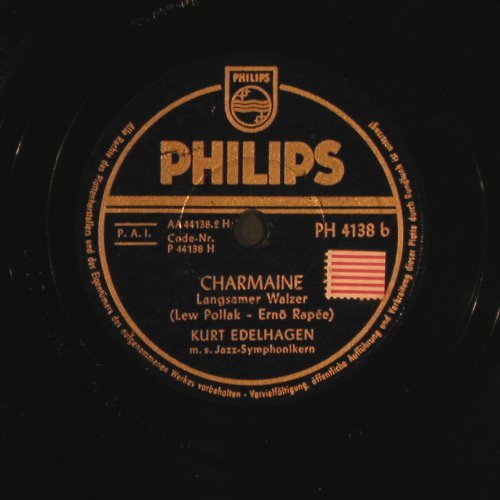 PHILIPS
PHILIPS
P. A. I.
AA 44138.2 H
Code-Nr.
P 44138 H
PH 4138 b
CHARMAINE
Langsamer Walzer
(Lew Pollak - Ernö Rapée)
KURT EDELHAGEN
m. s. Jazz-Symphonikern
Alle Rechte des Plattenherstellers und des Eigentümers des aufgenommenen Werkes vorbehalten - Vervielfältigung, öffentliche Aufführung und Verbreitung dieser Platte durch Rundfunk ist untersagt